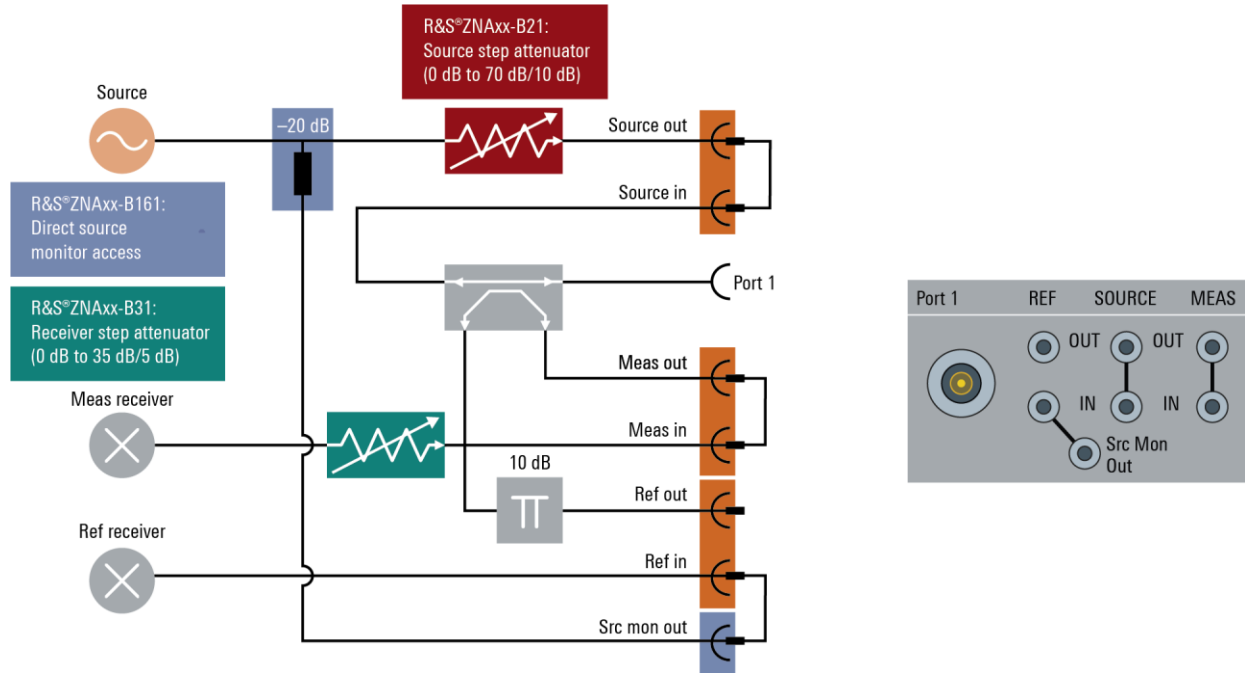 R&S®ZNAxx-B21:
Source step attenuator
(0 dB to 70 dB/10 dB)
Source
–20 dB
Source out
Source in
R&S®ZNAxx-B161:
Direct source
monitor access
Port 1
R&S®ZNAxx-B31:
Receiver step attenuator
(0 dB to 35 dB/5 dB)
Meas out
Meas receiver
Meas in
10 dB
Ref out
Ref receiver
Ref in
Src mon out
Port 1 REF SOURCE MEAS
OUT OUT
IN IN
Src Mon
Out